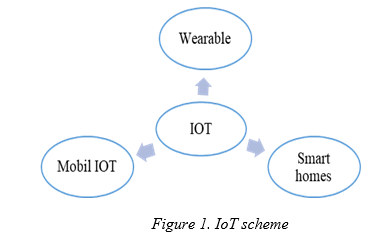 Wearable
IOT
Mobil IOT
Smart
homes
Figure 1. IoT scheme